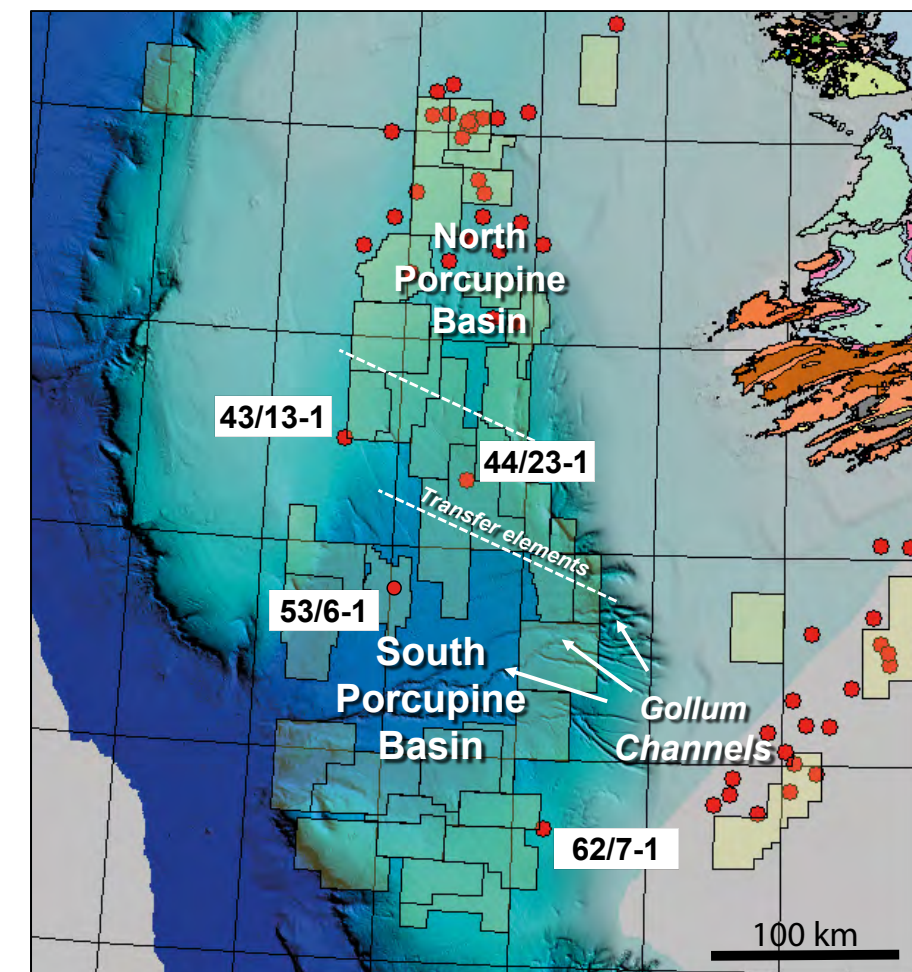 North
Porcupine
Basin
43/13-1
44/23-1
Transfer elements
53/6-1
South
Porcupine
Basin
Gollum
Channels
62/7-1
100 km